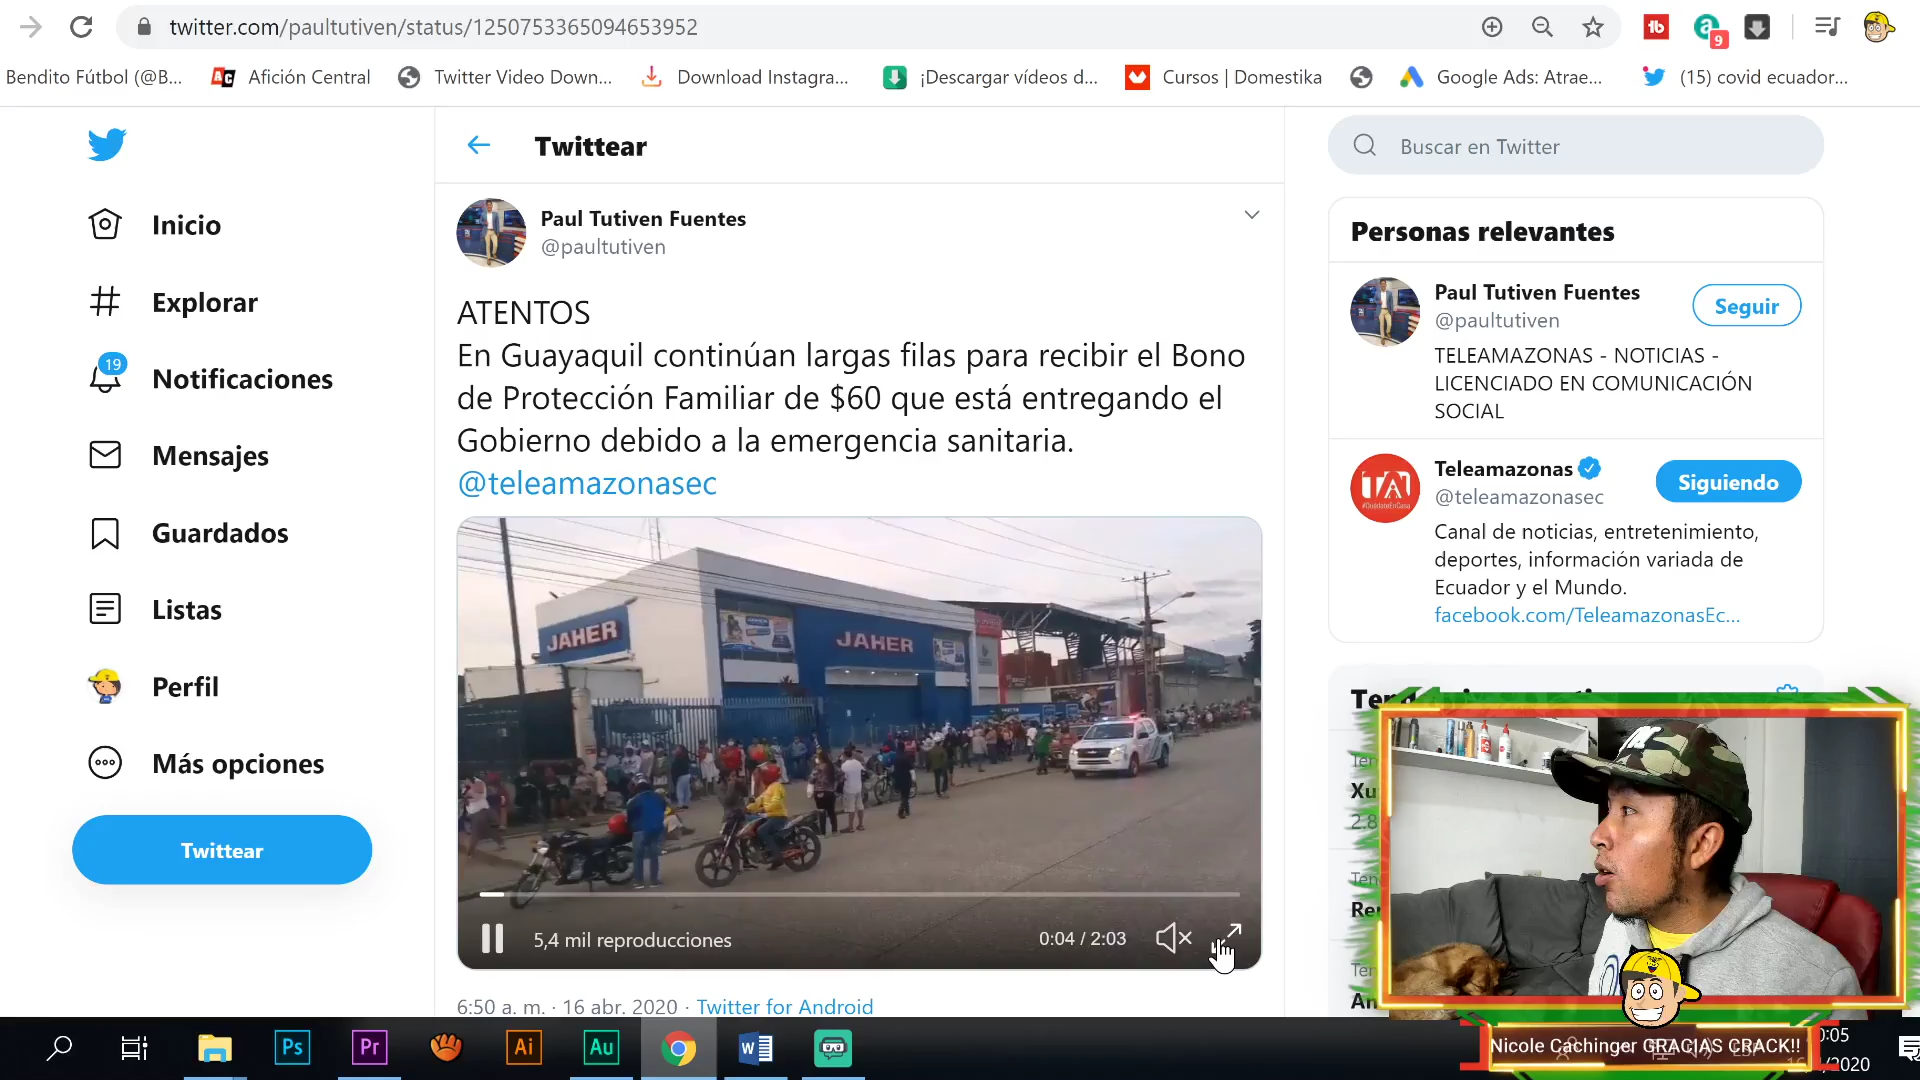 twitter.com/paultutiven/status/1250753365094653952
9
Bendito Fútbol (@B...
Afición Central
Twitter Video Down...
Download Instagra...
¡Descargar vídeos d...
Cursos | Domestika
Google Ads: Atrae...
(15) covid ecuador...
Twittear
Buscar en Twitter
Inicio
Explorar
19
Notificaciones
Mensajes
Guardados
Listas
Perfil
Más opciones
Twittear
Paul Tutiven Fuentes
@paultutiven
ATENTOS
En Guayaquil continúan largas filas para recibir el Bono
de Protección Familiar de $60 que está entregando el
Gobierno debido a la emergencia sanitaria.
@teleamazonasec
JAHER
JAHER
5,4 mil reproducciones
0:04 / 2:03
6:50 a. m. · 16 abr. 2020 · Twitter for Android
Personas relevantes
Paul Tutiven Fuentes
@paultutiven
Seguir
TELEAMAZONAS - NOTICIAS -
LICENCIADO EN COMUNICACIÓN
SOCIAL
Teleamazonas
@teleamazonasec
Siguiendo
Canal de noticias, entretenimiento,
deportes, información variada de
Ecuador y el Mundo.
facebook.com/TeleamazonasEc...
Ps
Pr
Ai
Au
Nicole Cachinger GRACIAS CRACK!!